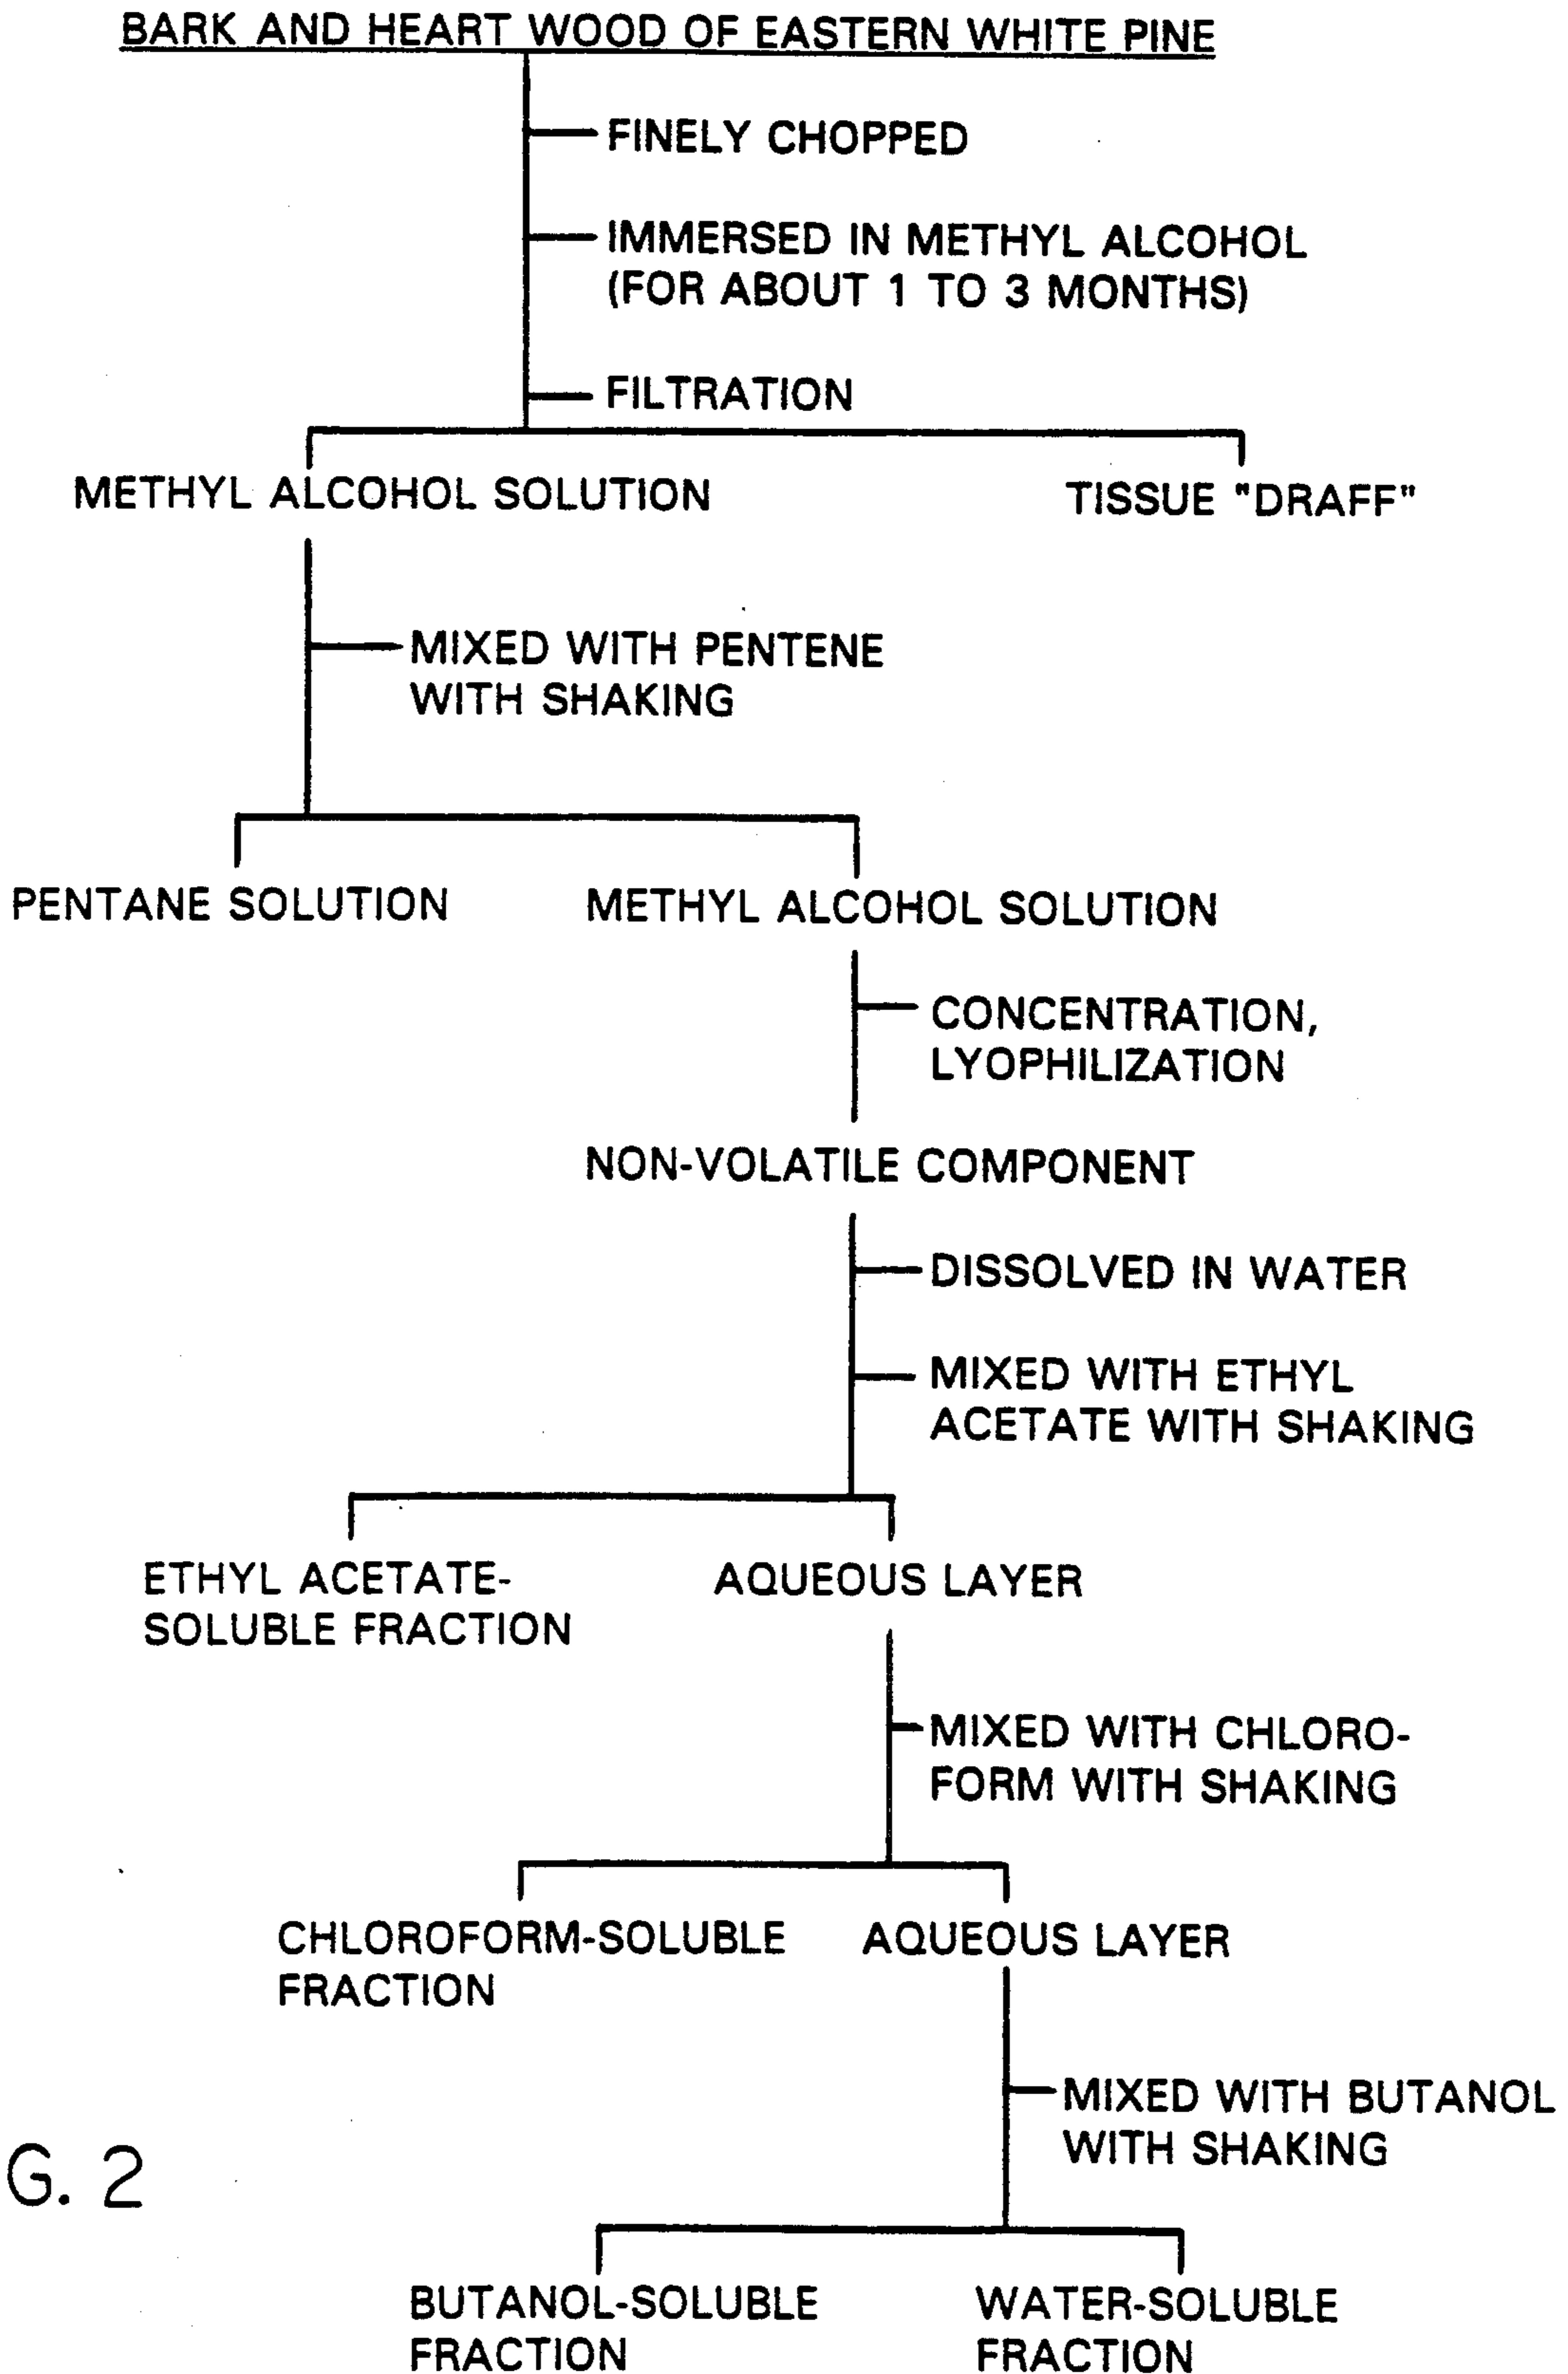 BARK AND HEART WOOD OF EASTERN WHITE PINE
FINELY CHOPPED
IMMERSED IN METHYL ALCOHOL
(FOR ABOUT 1 TO 3 MONTHS)
FILTRATION
METHYL ALCOHOL SOLUTION
TISSUE "DRAFF"
MIXED WITH PENTENE
WITH SHAKING
PENTANE SOLUTION
METHYL ALCOHOL SOLUTION
CONCENTRATION,
LYOPHILIZATION
NON-VOLATILE COMPONENT
DISSOLVED IN WATER
MIXED WITH ETHYL
ACETATE WITH SHAKING
ETHYL ACETATE-
SOLUBLE FRACTION
AQUEOUS LAYER
MIXED WITH CHLORO-
FORM WITH SHAKING
CHLOROFORM-SOLUBLE
FRACTION
AQUEOUS LAYER
MIXED WITH BUTANOL
WITH SHAKING
G. 2
BUTANOL-SOLUBLE
FRACTION
WATER-SOLUBLE
FRACTION